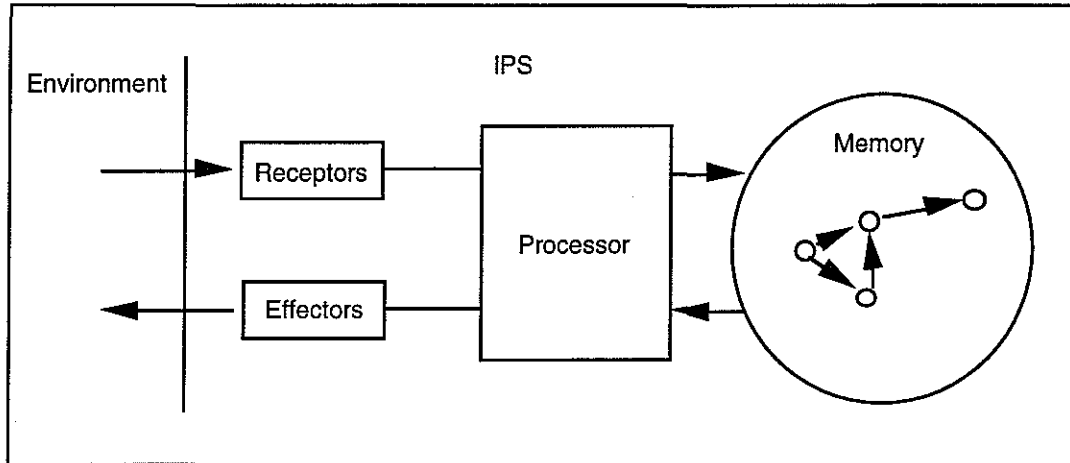 IPS
Environment
Memory
Receptors
Processor
Effectors